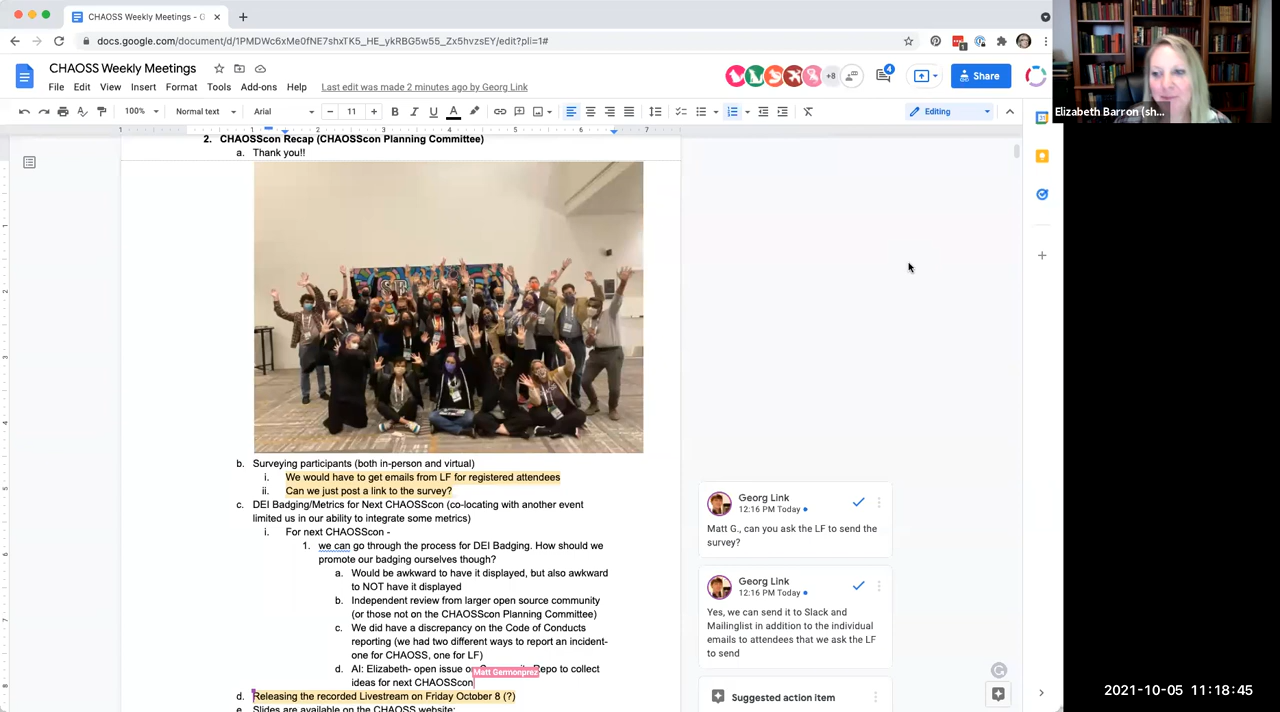 CHAOSS Weekly Meetings - G
docs.google.com/document/d/1PMDWc6xMe0fNE7shxTK5_HE_ykRBG5w55_Zx5hvzsEY/edit?pli=1#
CHAOSS Weekly Meetings
File Edit View Insert Format Tools Add-ons Help Last edit was made 2 minutes ago by Georg Link
+8
4
Share
Elizabeth Barron (sh...
100% Normal text Arial 11 B I U A
Editing
1 1 2 3 4 5 6 7
2. CHAOSScon Recap (CHAOSScon Planning Committee)
a. Thank you!!
b. Surveying participants (both in-person and virtual)
i. We would have to get emails from LF for registered attendees
ii. Can we just post a link to the survey?
c. DEI Badging/Metrics for Next CHAOSScon (co-locating with another event
limited us in our ability to integrate some metrics)
i. For next CHAOSScon -
1. we can go through the process for DEI Badging. How should we
promote our badging ourselves though?
a. Would be awkward to have it displayed, but also awkward
to NOT have it displayed
b. Independent review from larger open source community
(or those not on the CHAOSScon Planning Committee)
c. We did have a discrepancy on the Code of Conducts
reporting (we had two different ways to report an incident-
one for CHAOSS, one for LF)
d. AI: Elizabeth- open issue on Repo to collect
Matt Germonprez
ideas for next CHAOSScon
d. Releasing the recorded Livestream on Friday October 8 (?)
e. Slides are available on the CHAOSS website:
Georg Link
12:16 PM Today
Matt G., can you ask the LF to send the
survey?
Georg Link
12:16 PM Today
Yes, we can send it to Slack and
Mailinglist in addition to the individual
emails to attendees that we ask the LF
to send
Suggested action item
2021-10-05 11:18:45